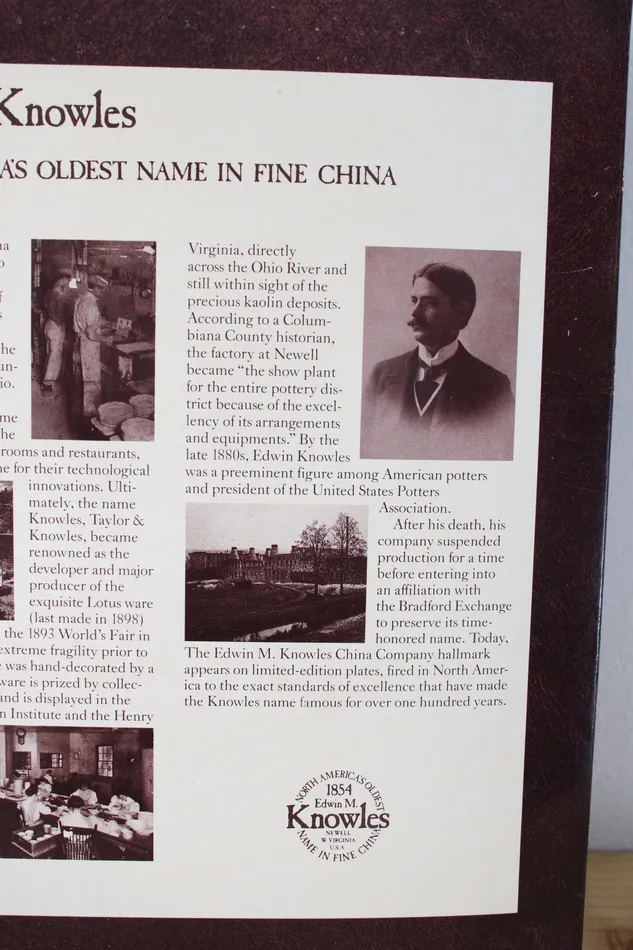 Knowles
A'S OLDEST NAME IN FINE CHINA
he
io.
me
he
rooms and restaurants,
e for their technological
innovations. Ulti-
mately, the name
Knowles, Taylor &
Knowles, became
renowned as the
developer and major
producer of the
exquisite Lotus ware
(last made in 1898)
the 1893 World's Fair in
extreme fragility prior to
was hand-decorated by a
ware is prized by collec-
and is displayed in the
n Institute and the Henry
Virginia, directly
across the Ohio River and
still within sight of the
precious kaolin deposits.
According to a Colum-
biana County historian,
the factory at Newell
became “the show plant
for the entire pottery dis-
trict because of the excel-
lency of its arrangements
and equipments.” By the
late 1880s, Edwin Knowles
was a preeminent figure among American potters
and president of the United States Potters
Association.
After his death, his
company suspended
production for a time
before entering into
an affiliation with
the Bradford Exchange
to preserve its time-
honored name. Today,
The Edwin M. Knowles China Company hallmark
appears on limited-edition plates, fired in North Amer-
ica to the exact standards of excellence that have made
the Knowles name famous for over one hundred years.
NORTH AMERICA'S OLDEST
1854
Edwin M.
Knowles
NEWELL
W VIRGINIA
U.S.A
NAME IN FINE CHINA